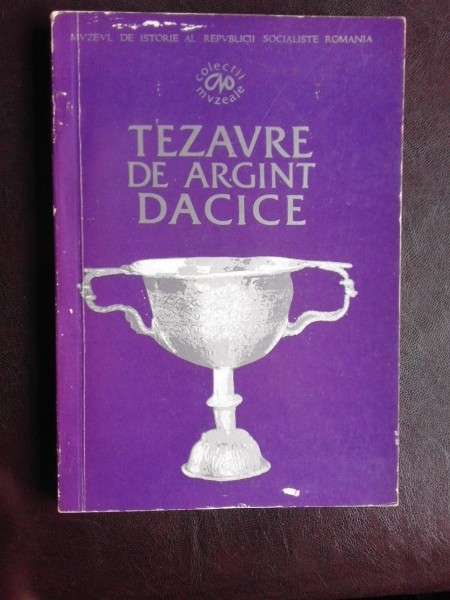 MVZEVL DE ISTORIE AL REPVBLICII SOCIALISTE ROMANIA
colectii
mvzeale
TEZAVRE
DE ARGINT
DACICE